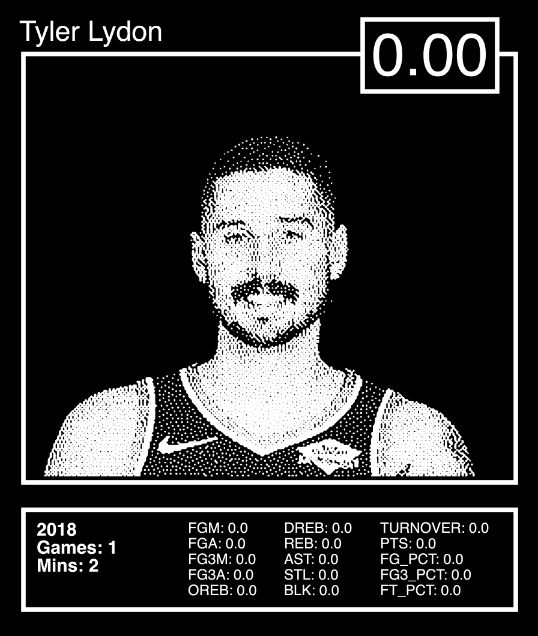 Tyler Lydon
0.00
2018
Games: 1
Mins: 2
FGM: 0.0
FGA: 0.0
FG3M: 0.0
FG3A: 0.0
OREB: 0.0
DREB: 0.0
REB: 0.0
AST: 0.0
STL: 0.0
BLK: 0.0
TURNOVER: 0.0
PTS: 0.0
FG_PCT: 0.0
FG3_PCT: 0.0
FT_PCT: 0.0